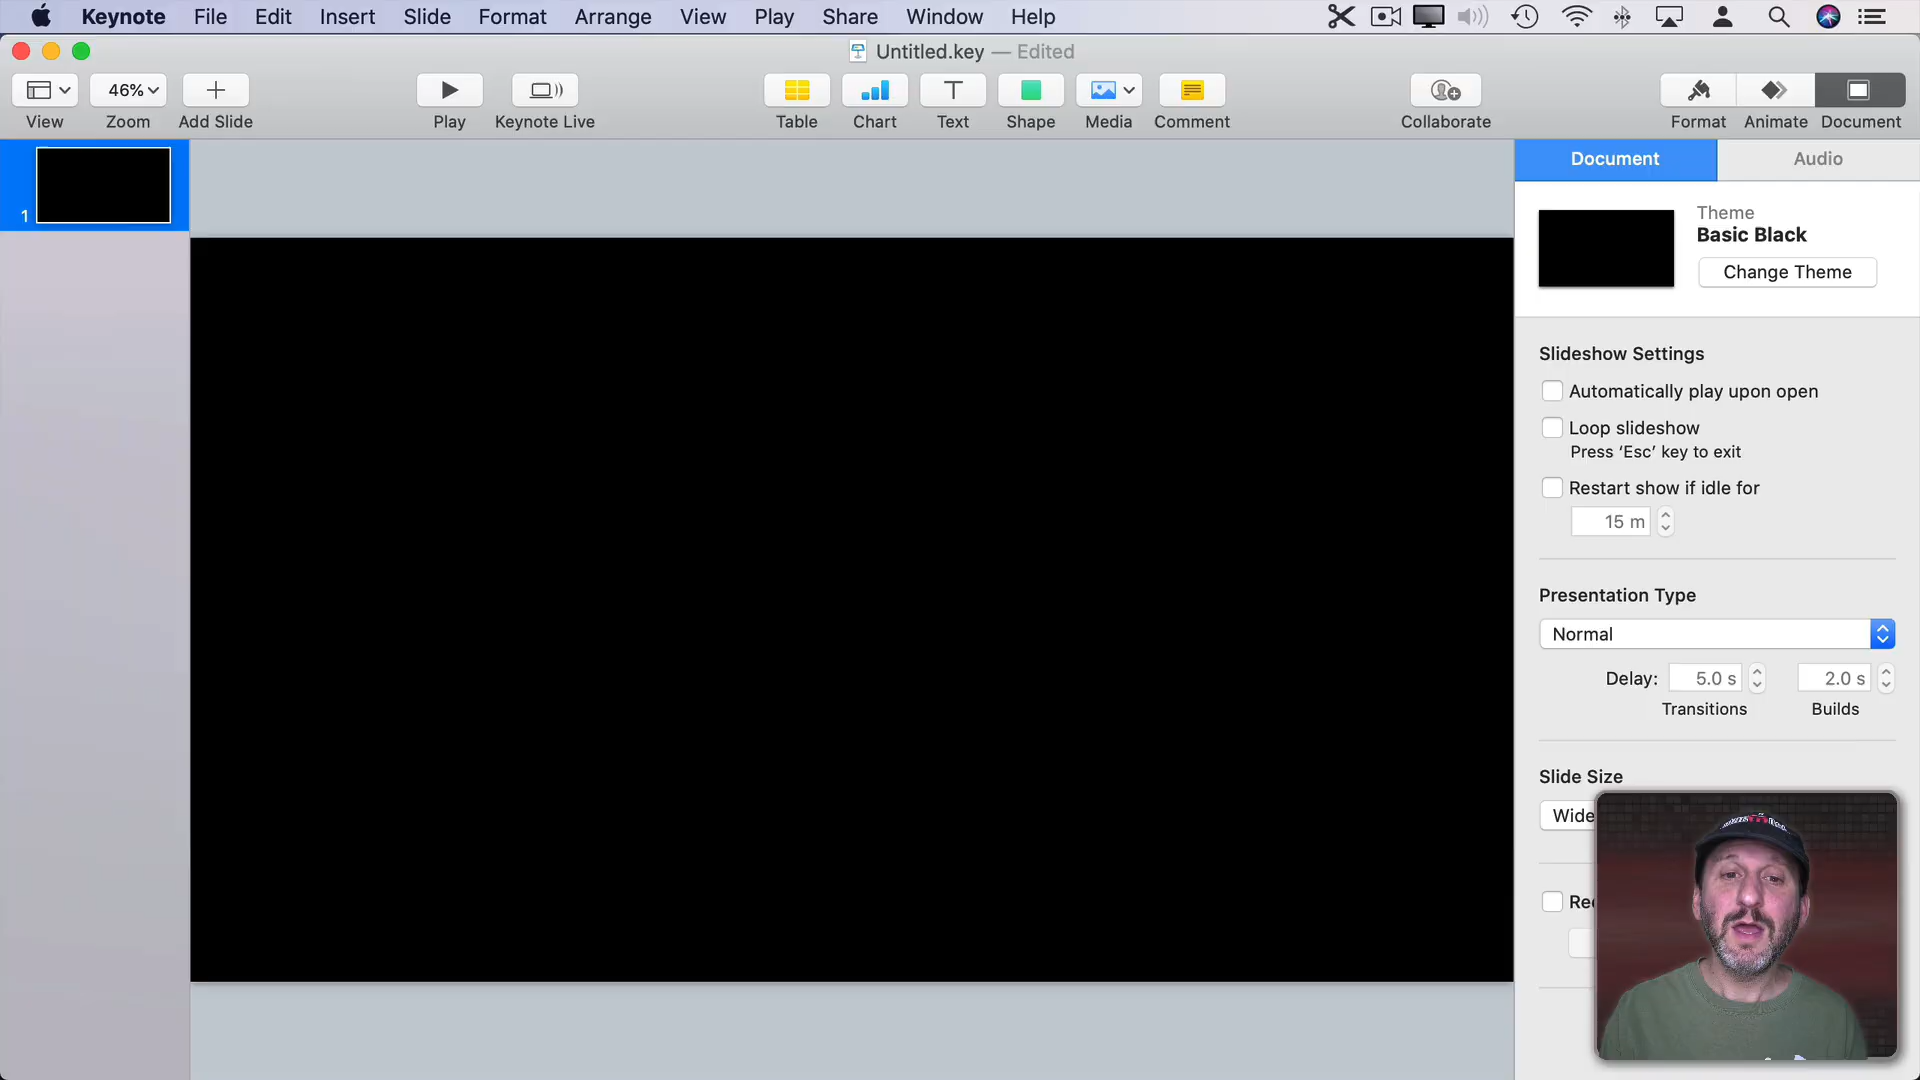 Keynote File Edit Insert Slide Format Arrange View Play Share Window Help
Untitled.key — Edited
46%
View Zoom Add Slide Play Keynote Live Table Chart Text Shape Media Comment Collaborate Format Animate Document
1
Document Audio
Theme
Basic Black
Change Theme
Slideshow Settings
Automatically play upon open
Loop slideshow
Press ‘Esc’ key to exit
Restart show if idle for
15 m
Presentation Type
Normal
Delay: 5.0 s 2.0 s
Transitions Builds
Slide Size
Wide
Rec